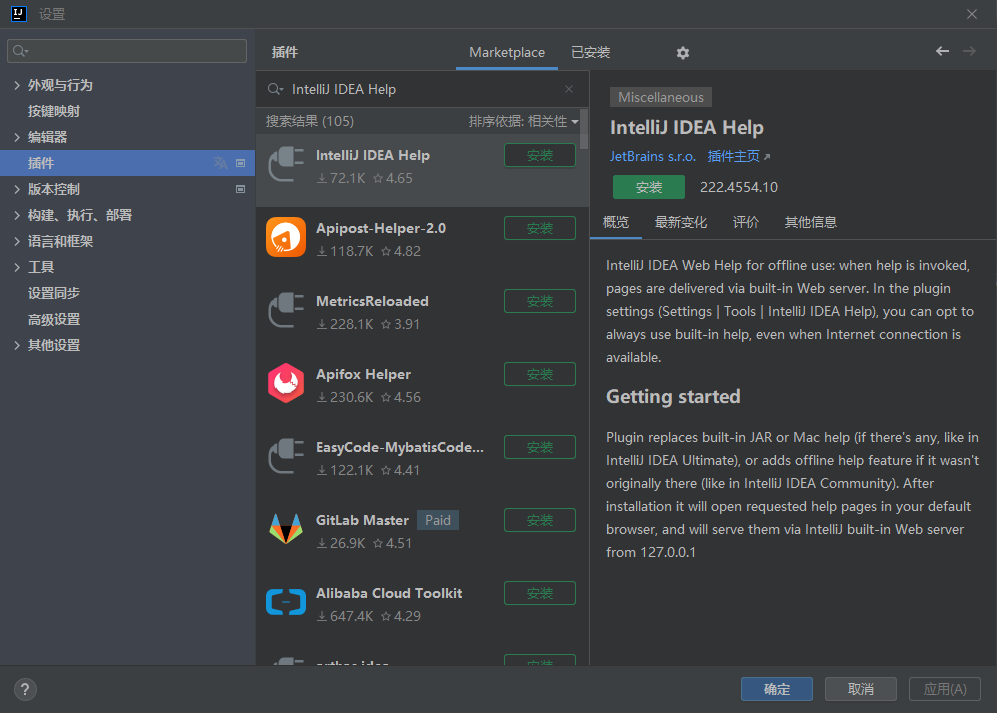 设置
外观与行为
按键映射
编辑器
插件
版本控制
构建、执行、部署
语言和框架
工具
设置同步
高级设置
其他设置
插件
Marketplace
已安装
IntelliJ IDEA Help
搜索结果 (105)
排序依据: 相关性
IntelliJ IDEA Help
安装
72.1K 4.65
Apipost-Helper-2.0
安装
118.7K 4.82
MetricsReloaded
安装
228.1K 3.91
Apifox Helper
安装
230.6K 4.56
EasyCode-MybatisCode...
安装
122.1K 4.41
GitLab Master Paid
安装
26.9K 4.51
Alibaba Cloud Toolkit
安装
647.4K 4.29
安装
Miscellaneous
IntelliJ IDEA Help
JetBrains s.r.o. 插件主页
安装 222.4554.10
概览 最新变化 评价 其他信息
IntelliJ IDEA Web Help for offline use: when help is invoked,
pages are delivered via built-in Web server. In the plugin
settings (Settings | Tools | IntelliJ IDEA Help), you can opt to
always use built-in help, even when Internet connection is
available.
Getting started
Plugin replaces built-in JAR or Mac help (if there's any, like in
IntelliJ IDEA Ultimate), or adds offline help feature if it wasn't
originally there (like in IntelliJ IDEA Community). After
installation it will open requested help pages in your default
browser, and will serve them via IntelliJ built-in Web server
from 127.0.0.1
?
确定 取消 应用(A)